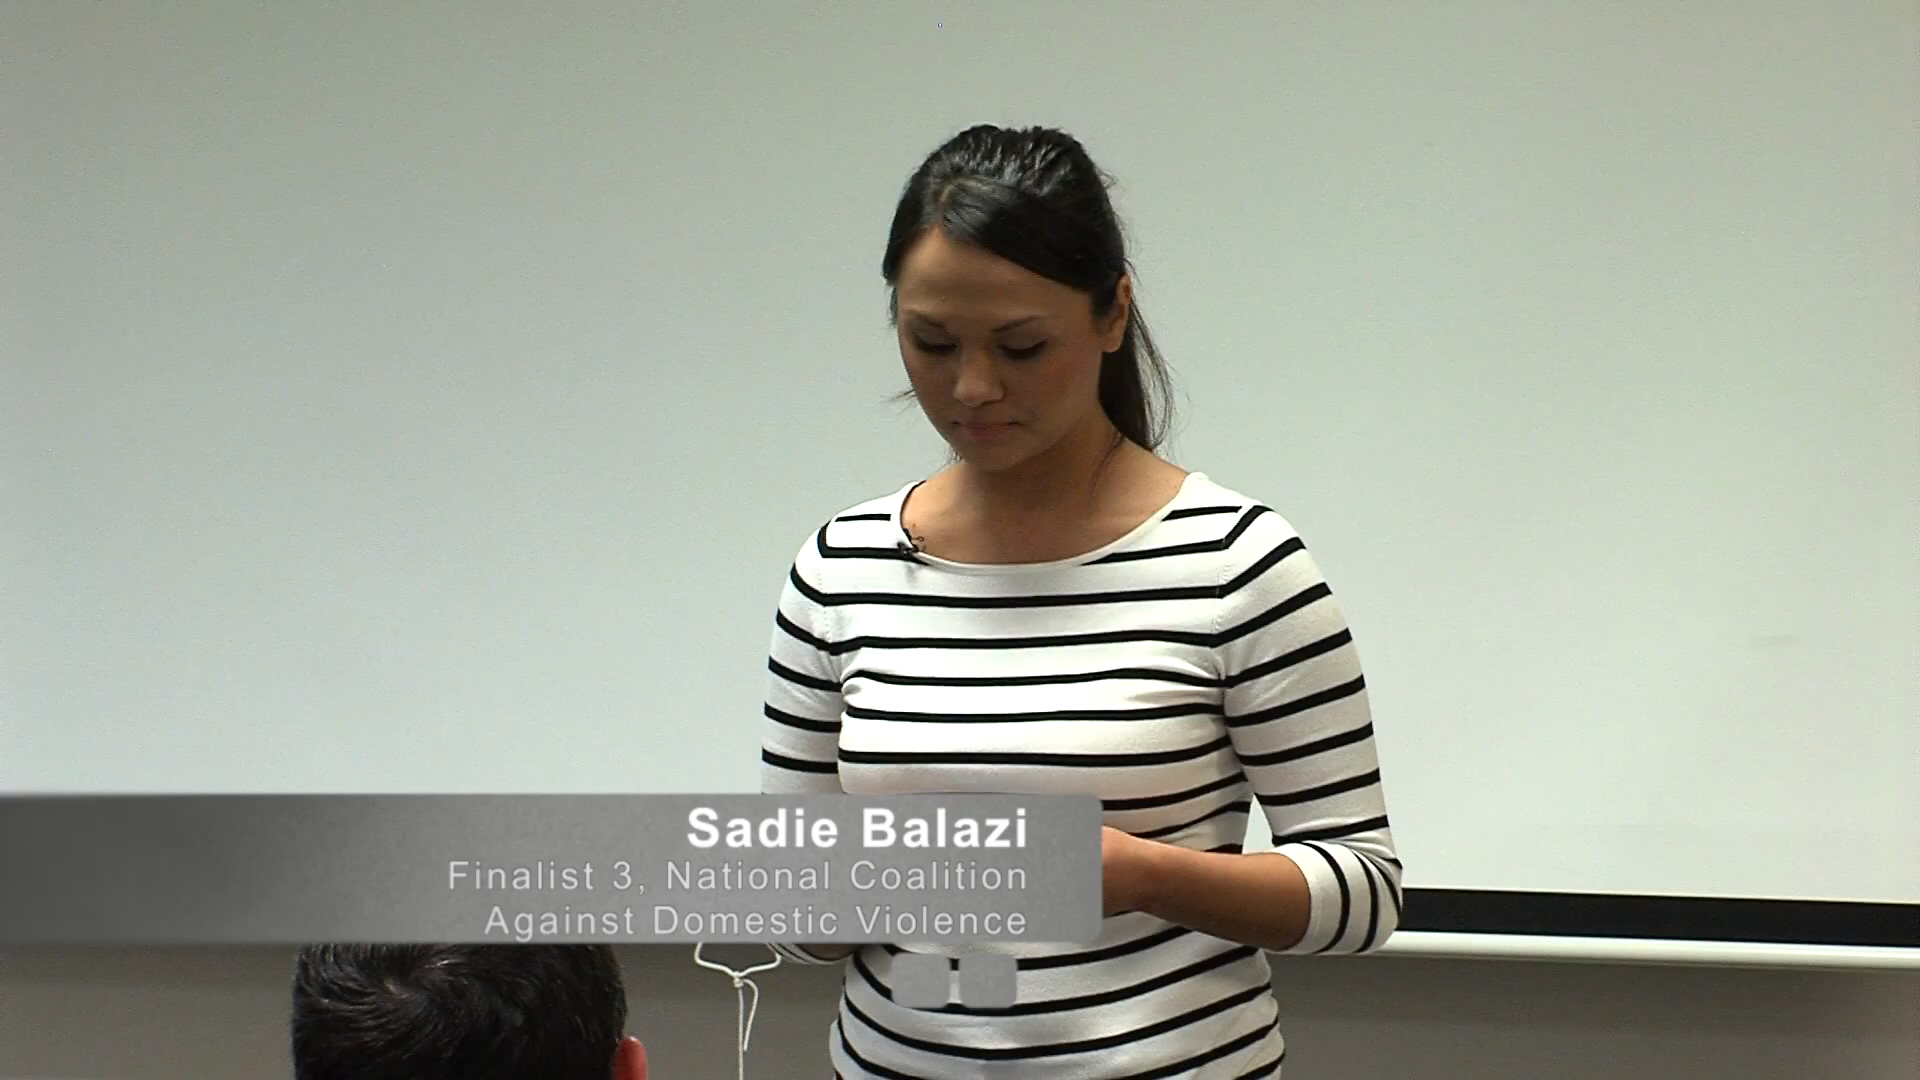 Sadie Balazi
Finalist 3, National Coalition
Against Domestic Violence